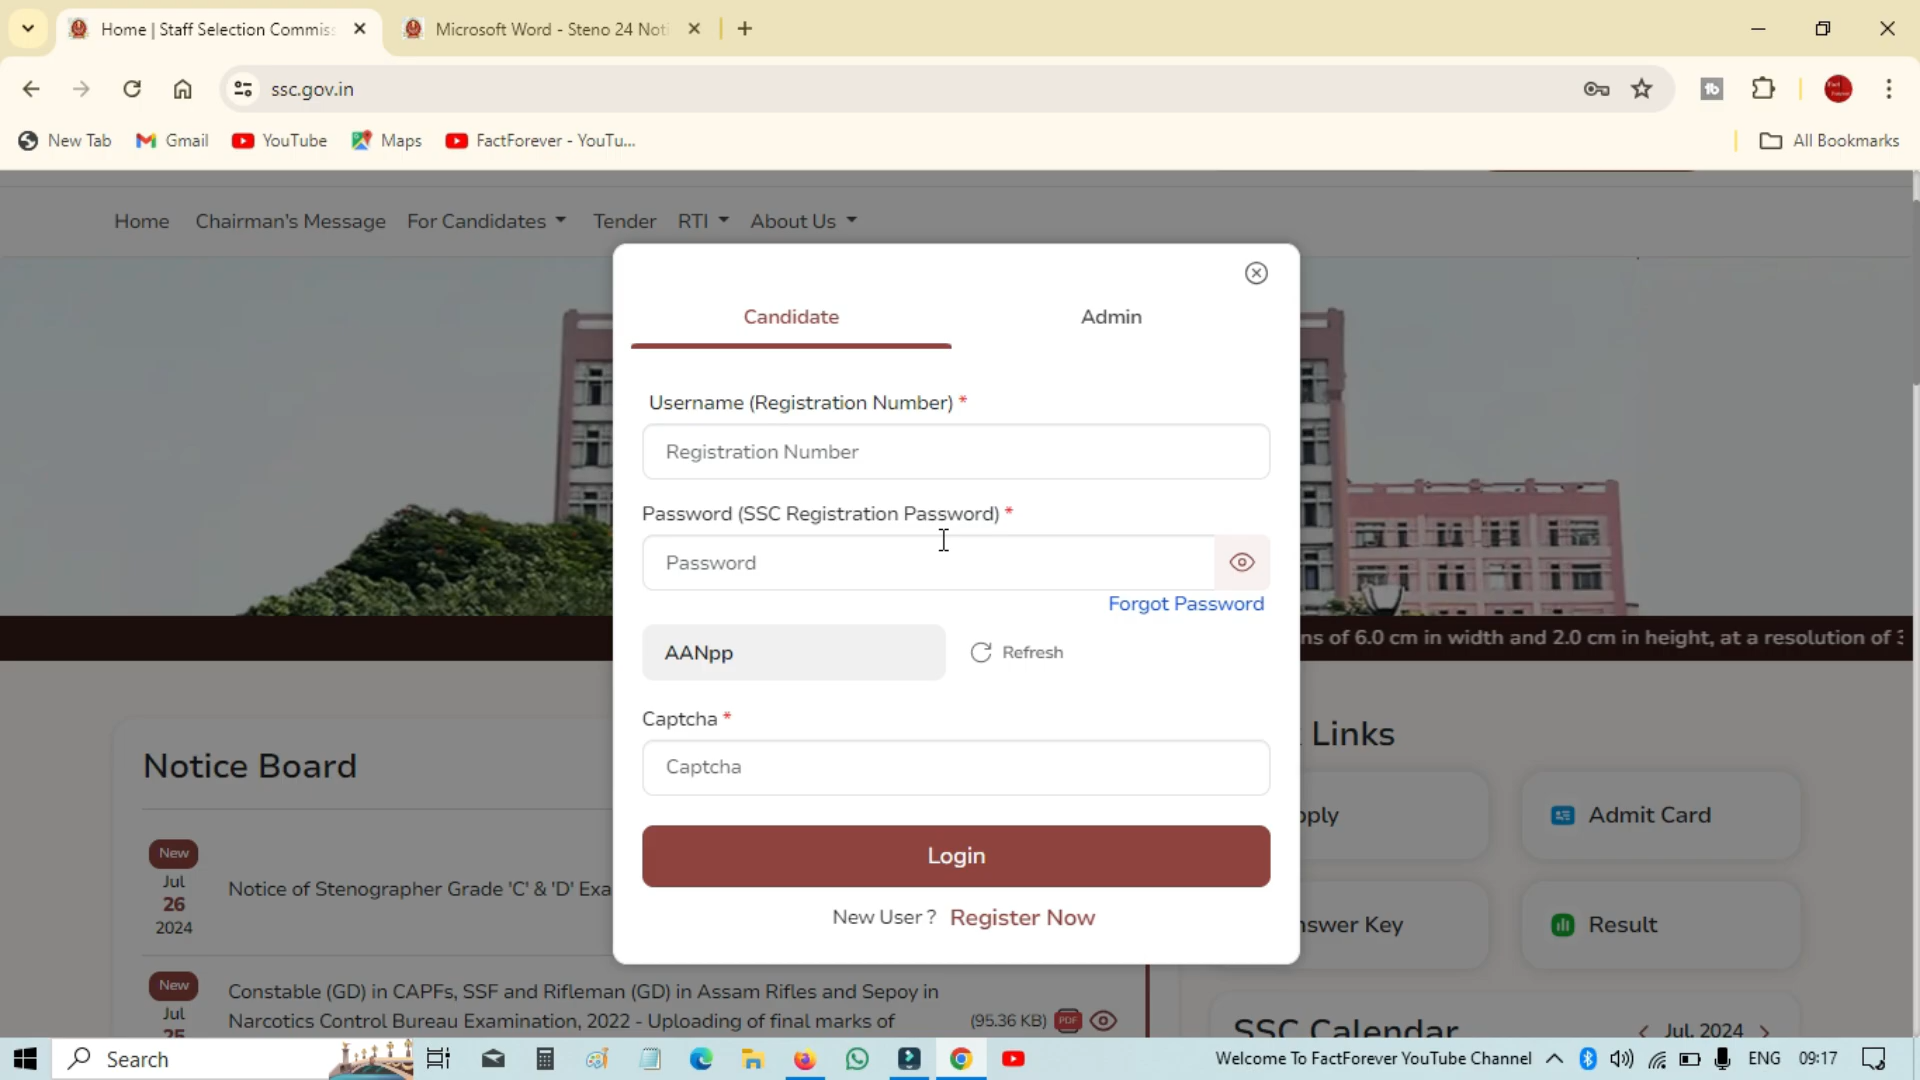 Home | Staff Selection Commiss
Microsoft Word - Steno 24 Noti
ssc.gov.in
New Tab
Gmail
YouTube
Maps
FactForever - YouTu...
All Bookmarks
Home
Chairman's Message
For Candidates
Tender
RTI
About Us
Candidate
Admin
Username (Registration Number) *
Registration Number
Password (SSC Registration Password) *
Password
Forgot Password
ns of 6.0 cm in width and 2.0 cm in height, at a resolution of 3
AANpp
Refresh
Captcha *
Captcha
Login
New User ? Register Now
Notice Board
New
Jul
26
2024
Notice of Stenographer Grade 'C' & 'D' Exa
New
Jul
25
Constable (GD) in CAPFs, SSF and Rifleman (GD) in Assam Rifles and Sepoy in
Narcotics Control Bureau Examination, 2022 - Uploading of final marks of
(95.36 KB)
PDF
Links
pply
Admit Card
nswer Key
Result
SSC Calendar
Jul, 2024
Search
Welcome To FactForever YouTube Channel
ENG
09:17